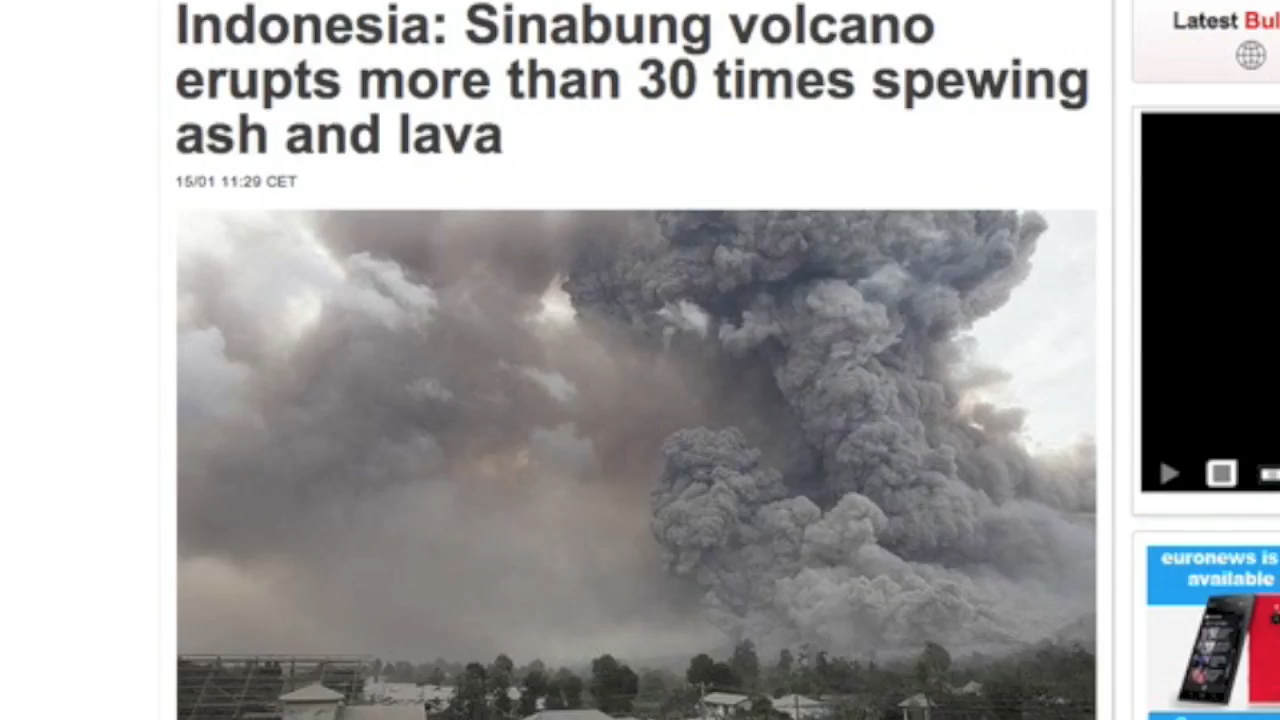 Indonesia: Sinabung volcano
erupts more than 30 times spewing
ash and lava
15/01 11:29 CET
Latest Bul
euronews is
available